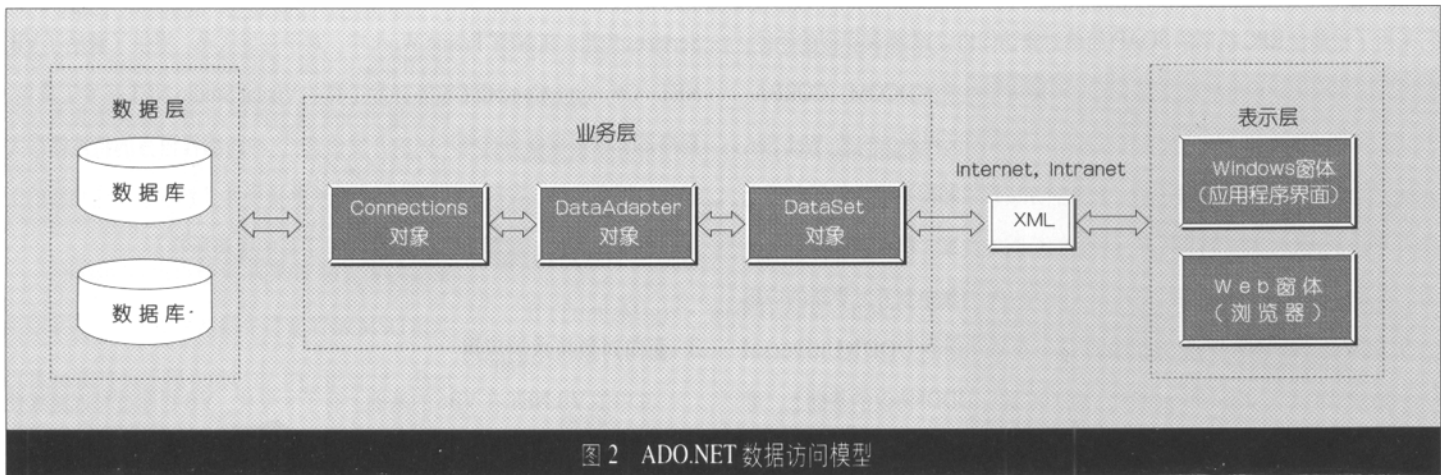 数据层
数据库
数据库
业务层
Connections
对象
DataAdapter
对象
DataSet
对象
Internet, Intranet
XML
表示层
Windows窗体
(应用程序界面)
Web窗体
(浏览器)
图2 ADO.NET数据访问模型